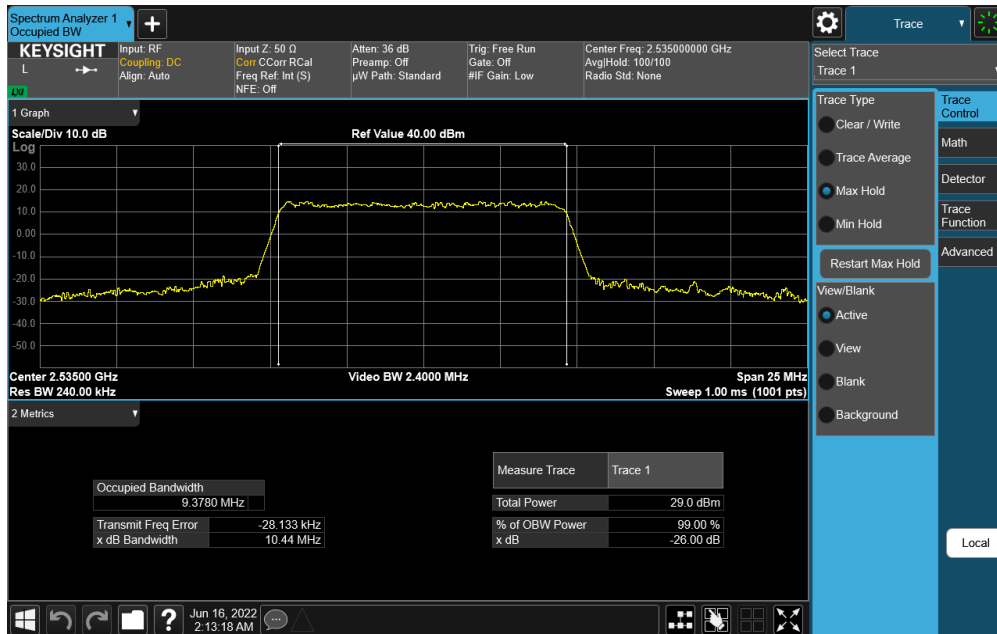 Spectrum Analyzer 1
Occupied BW
Trace
KEYSIGHT
L
LXI
Input: RF
Coupling: DC
Align: Auto
Input Z: 50 Ω
Corr CCorr RCal
Freq Ref: Int (S)
NFE: Off
Atten: 36 dB
Preamp: Off
µW Path: Standard
Trig: Free Run
Gate: Off
#IF Gain: Low
Center Freq: 2.535000000 GHz
Avg|Hold: 100/100
Radio Std: None
Select Trace
Trace 1
1 Graph
Scale/Div 10.0 dB
Ref Value 40.00 dBm
Log
30.0
20.0
10.0
0.00
-10.0
-20.0
-30.0
-40.0
-50.0
Center 2.53500 GHz
Video BW 2.4000 MHz
Span 25 MHz
Res BW 240.00 kHz
Sweep 1.00 ms (1001 pts)
Trace Type
Clear / Write
Trace Average
Max Hold
Min Hold
Restart Max Hold
View/Blank
Active
View
Blank
Background
Trace
Control
Math
Detector
Trace
Function
Advanced
Local
2 Metrics
Occupied Bandwidth
9.3780 MHz
Transmit Freq Error -28.133 kHz
x dB Bandwidth 10.44 MHz
Measure Trace Trace 1
Total Power 29.0 dBm
% of OBW Power 99.00 %
x dB -26.00 dB
?
Jun 16, 2022
2:13:18 AM